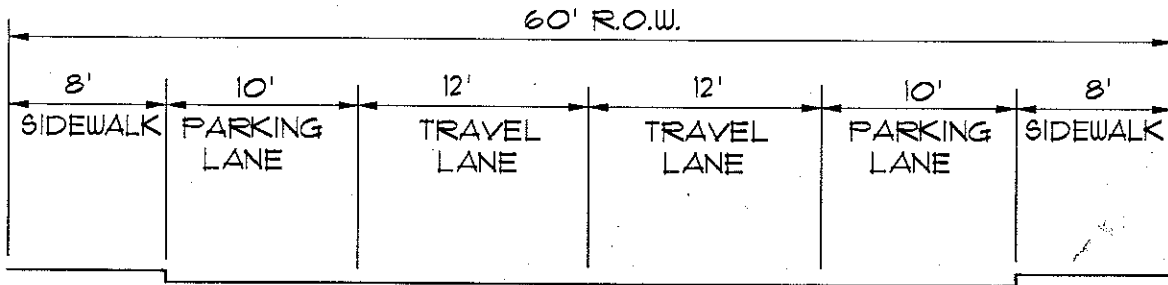 60' R.O.W.
8' 10' 12' 12' 10' 8'
SIDEWALK PARKING TRAVEL TRAVEL PARKING SIDEWALK
LANE LANE LANE LANE